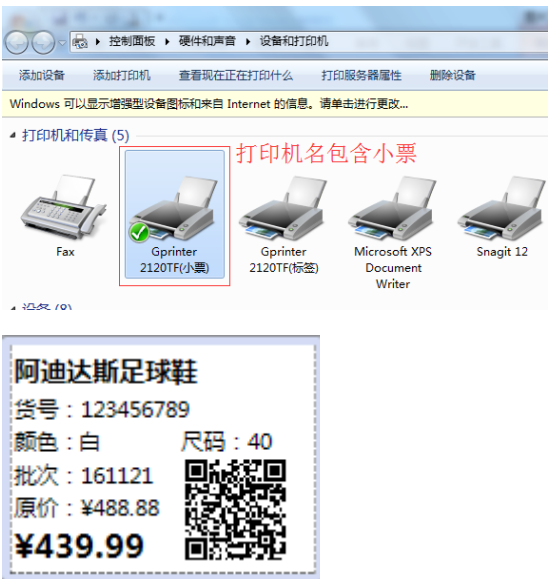 控制面板 ▸ 硬件和声音 ▸ 设备和打印机
添加设备 添加打印机 查看现在正在打印什么 打印服务器属性 删除设备
Windows 可以显示增强型设备图标和来自 Internet 的信息。请单击进行更改...
打印机和传真 (5)
打印机名包含小票
Fax
Gprinter
2120TF(小票)
Gprinter
2120TF(标签)
Microsoft XPS
Document
Writer
Snagit 12
设备 (8)
阿迪达斯足球鞋
货号：123456789
颜色：白 尺码：40
批次：161121
原价：¥488.88
¥439.99